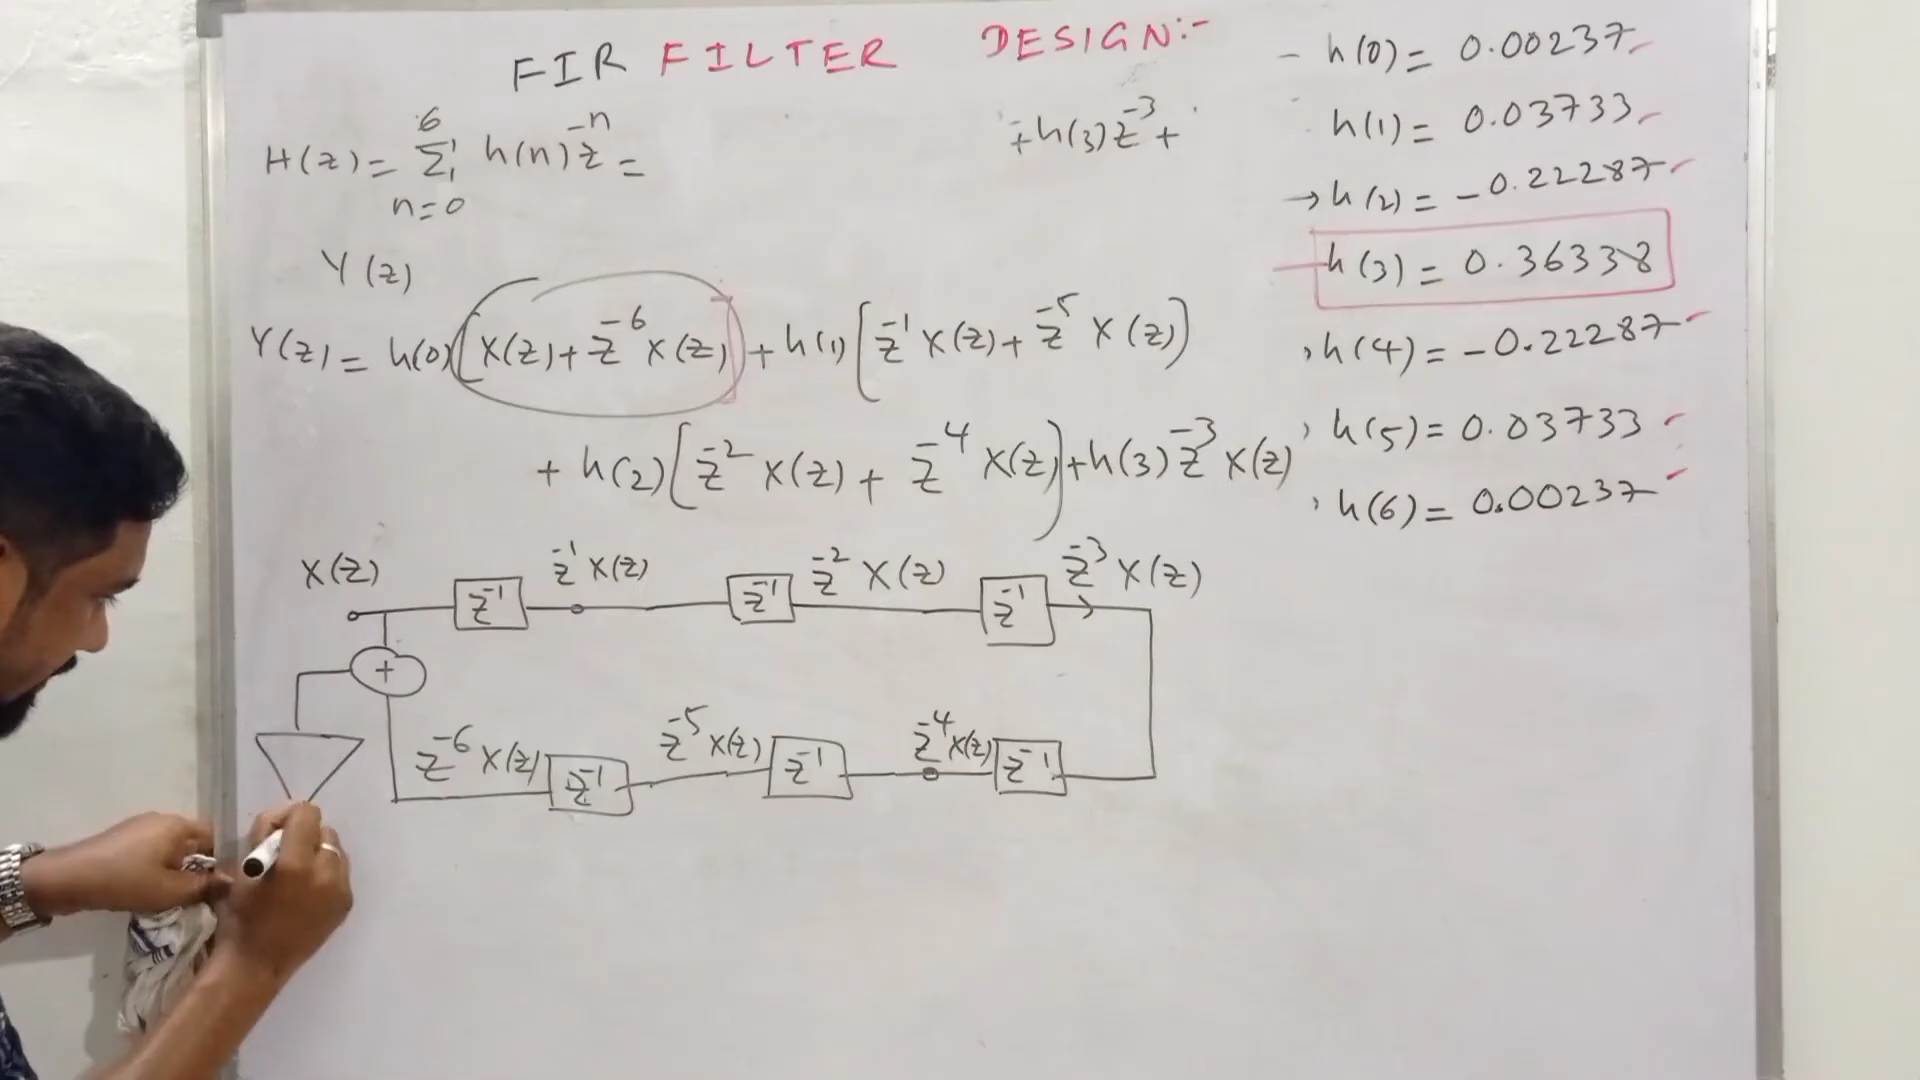 FIR FILTER DESIGN:-
H(z) = Σ h(n) z^-n = + h(3) z^-3 +
6
n=0
Y(z)
Y(z) = h(0) [X(z) + z^-6 X(z)] + h(1) [z^-1 X(z) + z^-5 X(z)]
+ h(2) [z^-2 X(z) + z^-4 X(z)] + h(3) z^-3 X(z)
h(0) = 0.00237
h(1) = 0.03733
→ h(2) = -0.22287
h(3) = 0.36338
h(4) = -0.22287
h(5) = 0.03733
h(6) = 0.00237
X(z) z^-1 X(z) z^-2 X(z) z^-3 X(z)
z^-1 z^-1 z^-1
+
z^-6 X(z) z^-5 X(z) z^-4 X(z)
z^-1 z^-1 z^-1